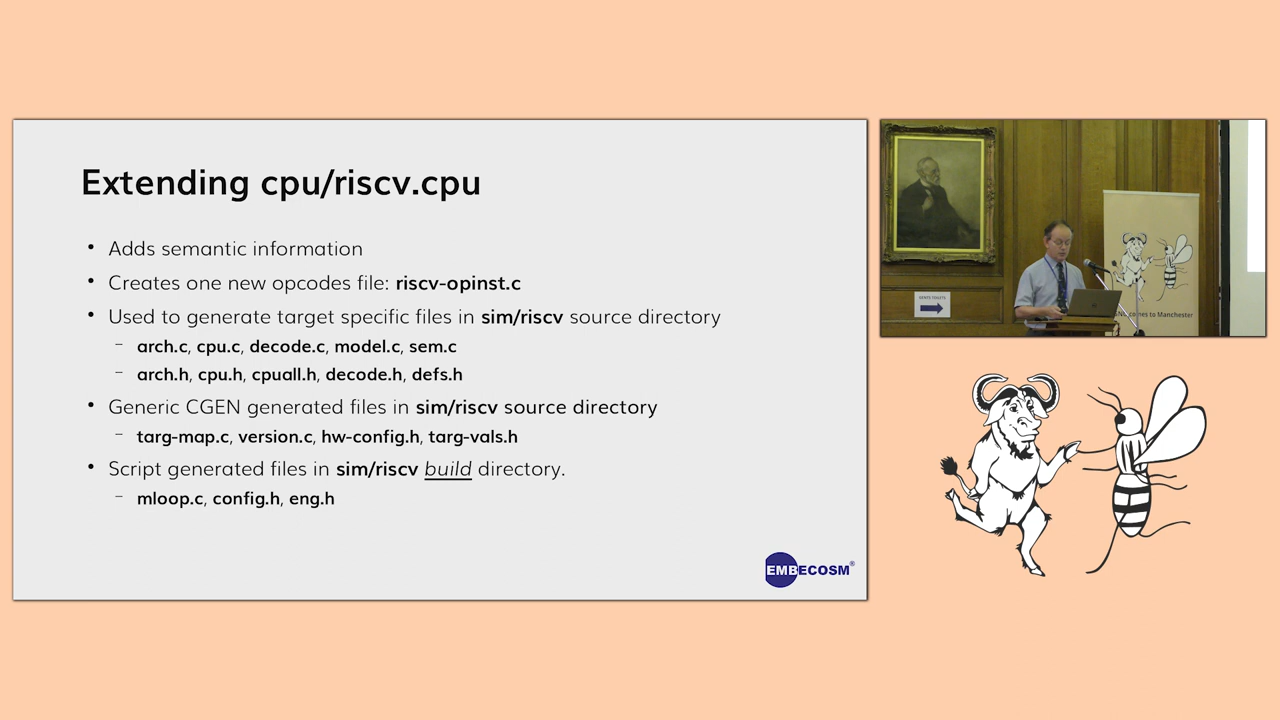 Extending cpu/riscv.cpu
• Adds semantic information
• Creates one new opcodes file: riscv-opinst.c
• Used to generate target specific files in sim/riscv source directory
– arch.c, cpu.c, decode.c, model.c, sem.c
– arch.h, cpu.h, cpuall.h, decode.h, defs.h
• Generic CGEN generated files in sim/riscv source directory
– targ-map.c, version.c, hw-config.h, targ-vals.h
• Script generated files in sim/riscv build directory.
– mloop.c, config.h, eng.h
EMBECOSM®
comes to Manchester